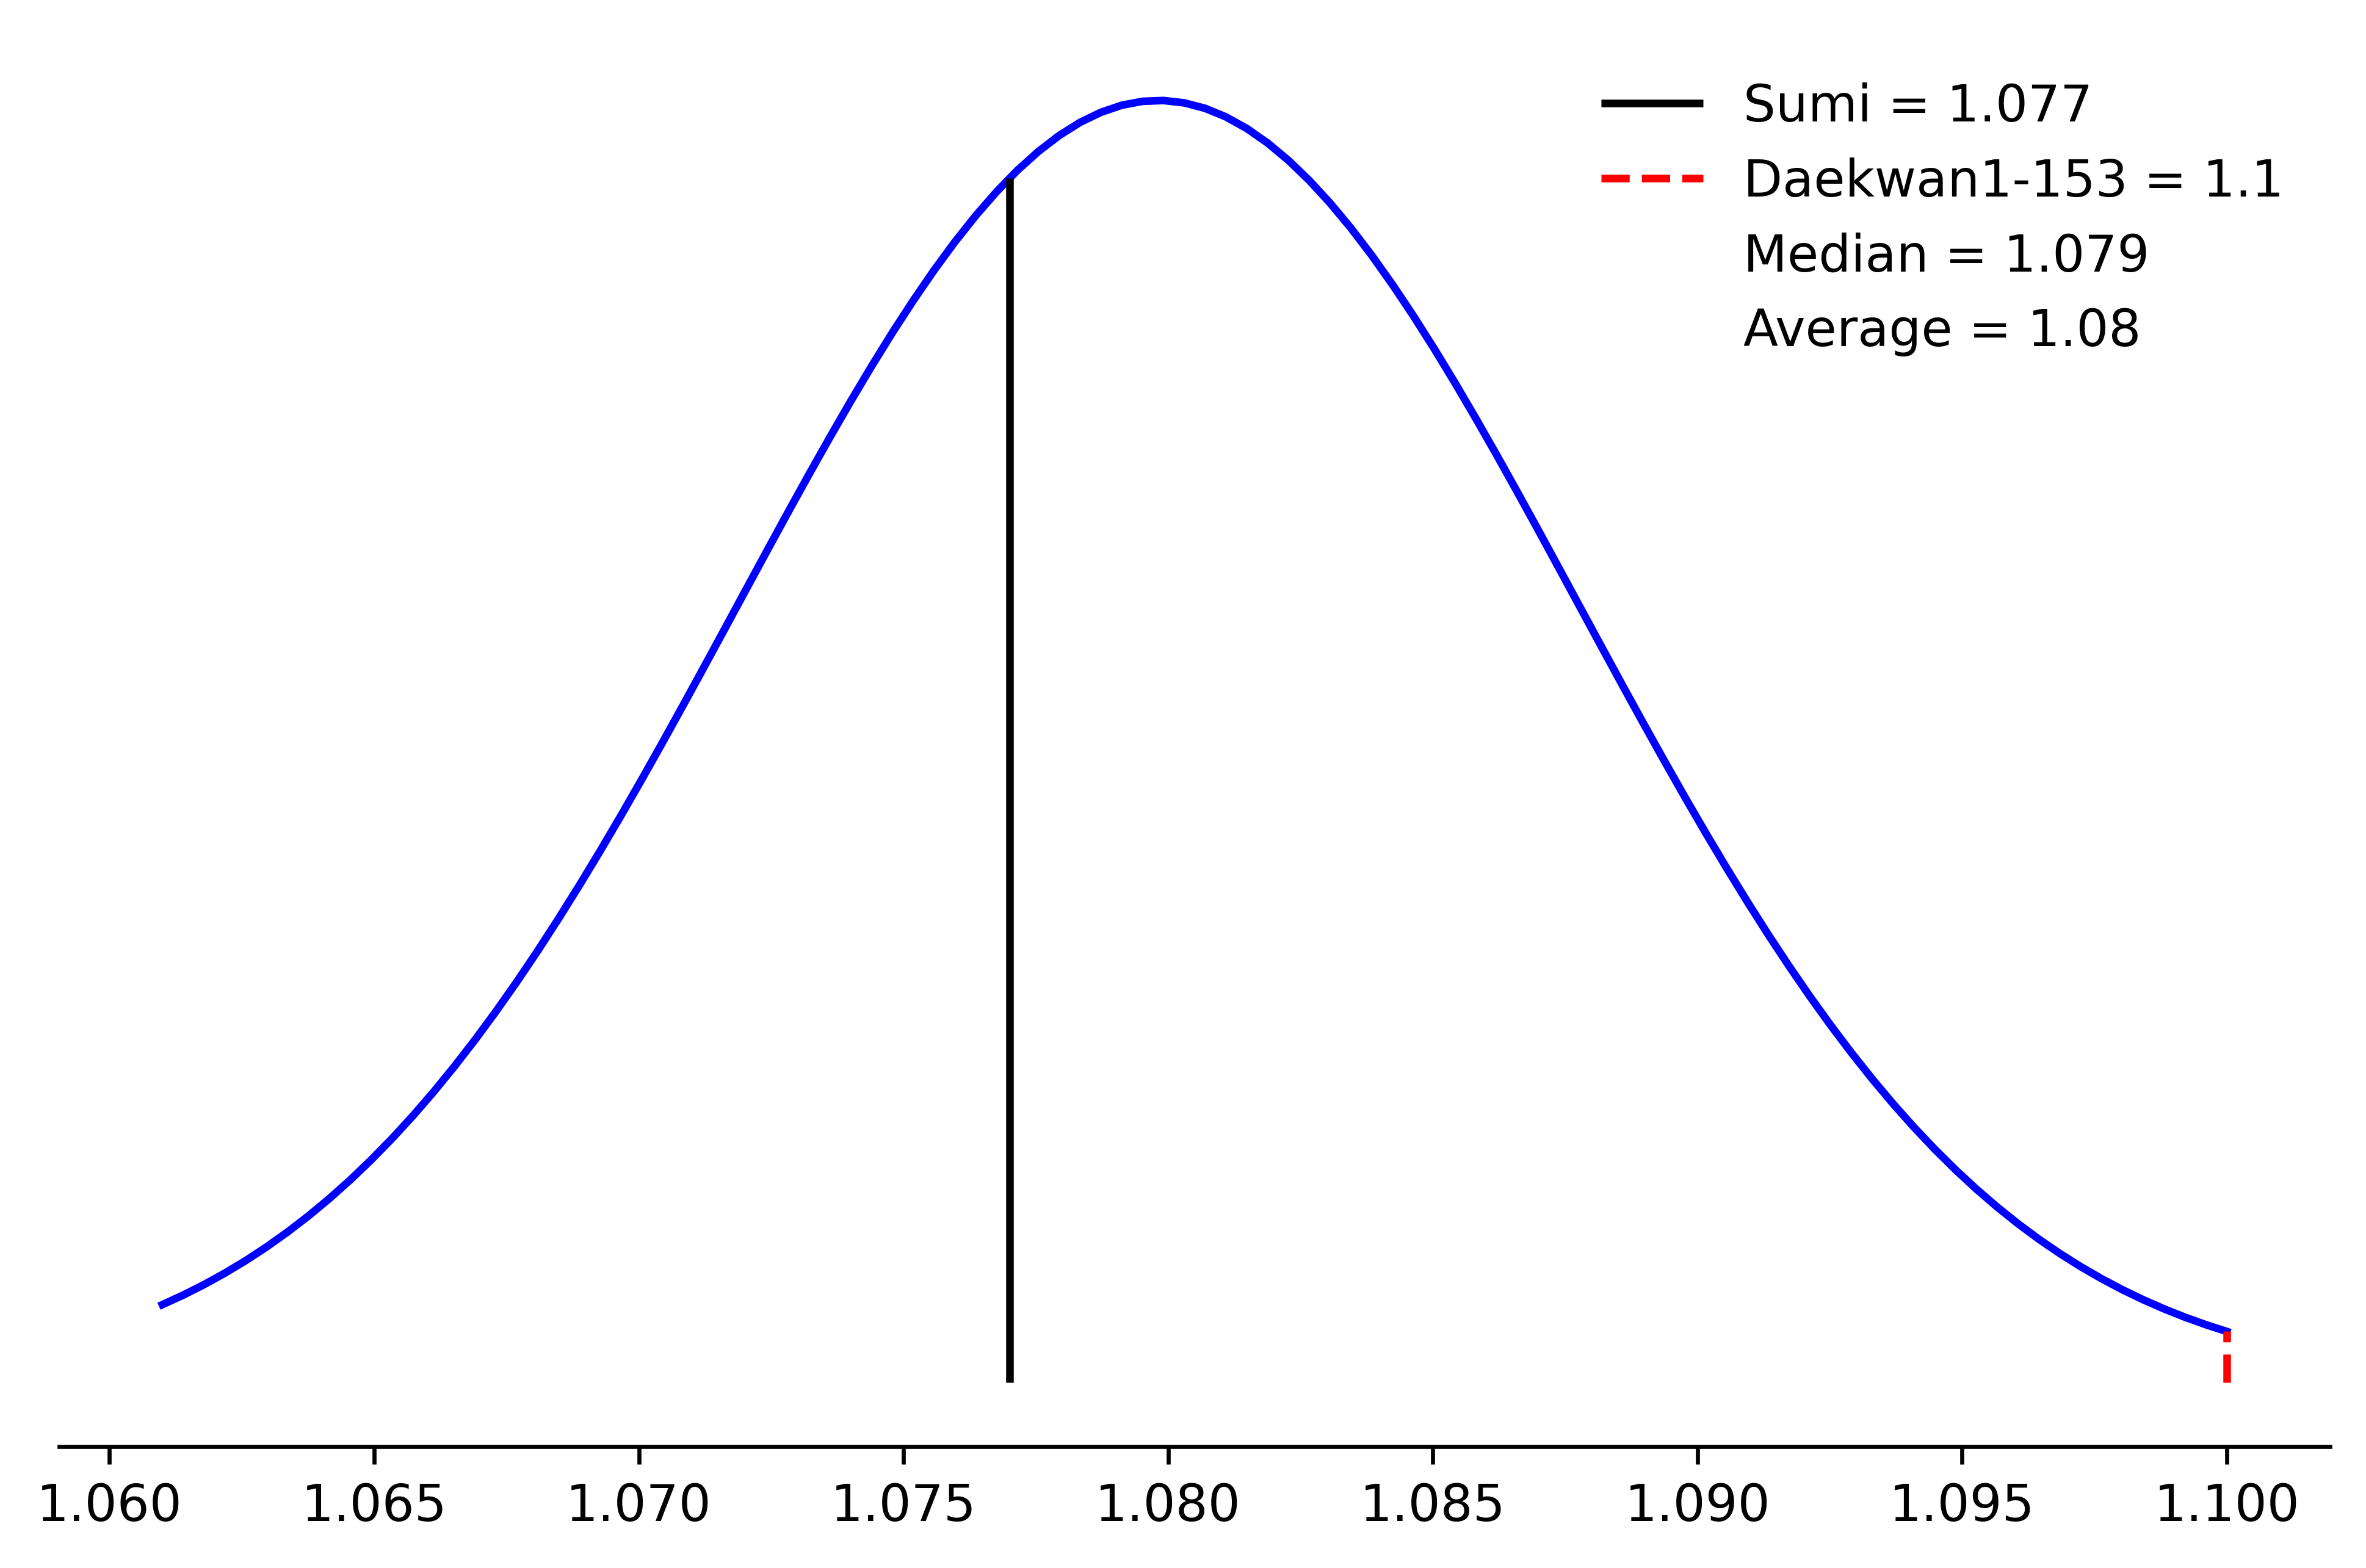 Sumi = 1.077
Daekwan1-153 = 1.1
Median = 1.079
Average = 1.08
1.060 1.065 1.070 1.075 1.080 1.085 1.090 1.095 1.100